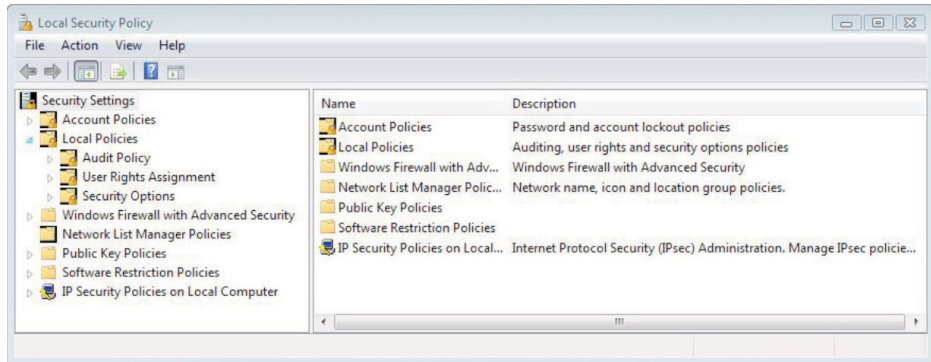 Local Security Policy
File Action View Help
Security Settings
Account Policies
Local Policies
Audit Policy
User Rights Assignment
Security Options
Windows Firewall with Advanced Security
Network List Manager Policies
Public Key Policies
Software Restriction Policies
IP Security Policies on Local Computer
Name Description
Account Policies Password and account lockout policies
Local Policies Auditing, user rights and security options policies
Windows Firewall with Adv... Windows Firewall with Advanced Security
Network List Manager Polic... Network name, icon and location group policies.
Public Key Policies
Software Restriction Policies
IP Security Policies on Local... Internet Protocol Security (IPsec) Administration. Manage IPsec policie...